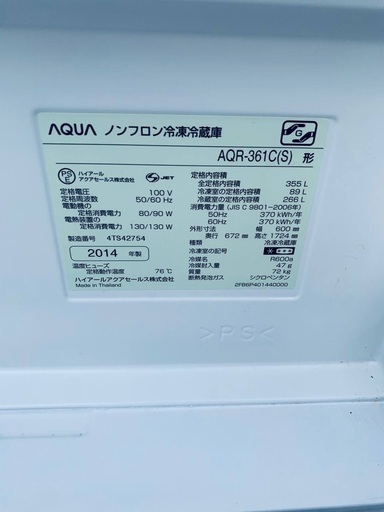 AQUA ノンフロン冷凍冷蔵庫
AQR-361C(S) 形
PS E
ハイアール
アクアセールス株式会社
JET
定格電圧 100 V
定格周波数 50/60 Hz
電動機の
定格消費電力 80/90 W
電熱装置の
定格消費電力 130/130 W
製造番号 4TS42754
2014 年製
温度ヒューズ
定格動作温度 76℃
ハイアールアクアセールス株式会社
Made in Thailand
定格内容積
全定格内容積 355 L
冷凍室の定格内容積 89 L
冷蔵室の定格内容積 266 L
消費電力量(JIS C 9801-2006年)
50Hz 370 kWh/年
60Hz 370 kWh/年
外形寸法 幅 600 mm
奥行 672 mm 高さ 1724 mm
種類 冷凍冷蔵庫
冷凍室の記号
冷媒名 R600a
冷媒封入量 47 g
質量 72 kg
断熱発泡ガス シクロペンタン
2FB6P401440000
G
>PS<